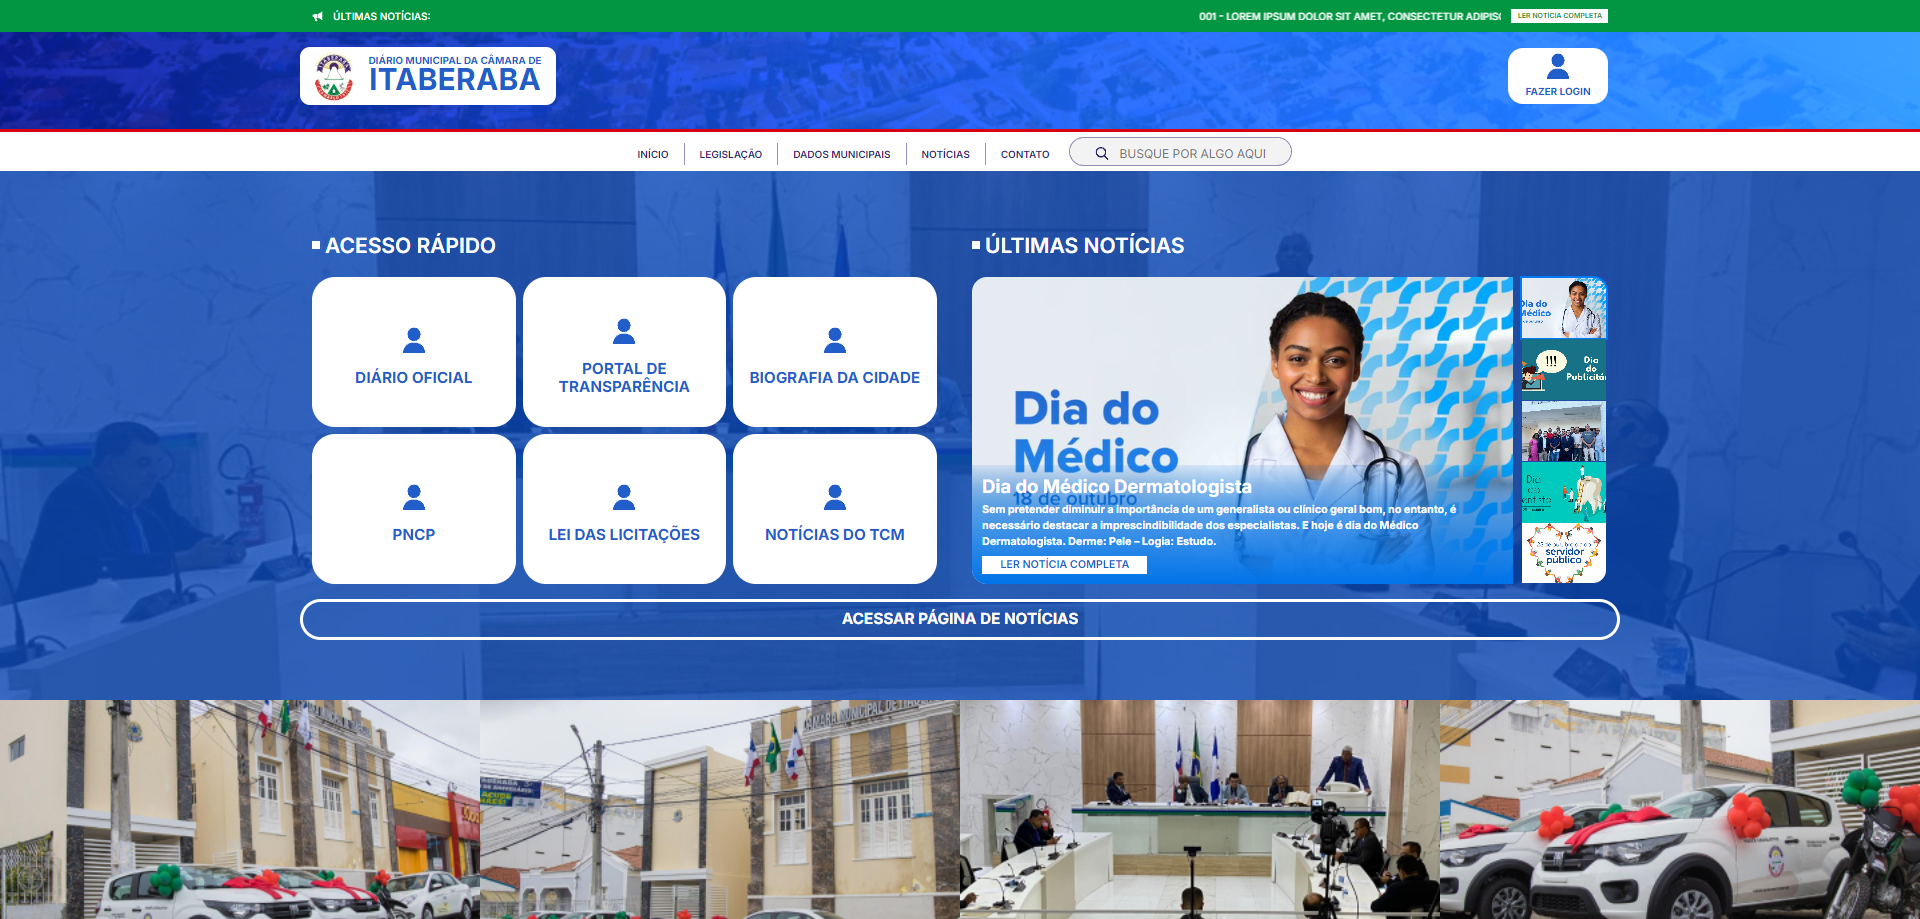 ÚLTIMAS NOTÍCIAS:
001 - LOREM IPSUM DOLOR SIT AMET, CONSECTETUR
LER NOTÍCIA COMPLETA
DIÁRIO MUNICIPAL DA CÂMARA DE
ITABERABA
FAZER LOGIN
INÍCIO
LEGISLAÇÃO
DADOS MUNICIPAIS
NOTÍCIAS
CONTATO
BUSQUE POR ALGO AQUI
ACESSO RÁPIDO
DIÁRIO OFICIAL
PORTAL DE
TRANSPARÊNCIA
BIOGRAFIA DA CIDADE
PNCP
LEI DAS LICITAÇÕES
NOTÍCIAS DO TCM
ÚLTIMAS NOTÍCIAS
Dia do
Médico
18 de outubro
Dia do Médico Dermatologista
Sem pretender diminuir a importância de um generalista ou clínico geral bom, no entanto, é
necessário destacar a imprescindibilidade dos especialistas. E hoje é dia do Médico
Dermatologista. Derme: Pele – Logia: Estudo.
LER NOTÍCIA COMPLETA
Dia do
Médico
!!!
Dia
do
Dia
do
servidor
público
ACESSAR PÁGINA DE NOTÍCIAS
CÂMARA MUNICIPAL DE